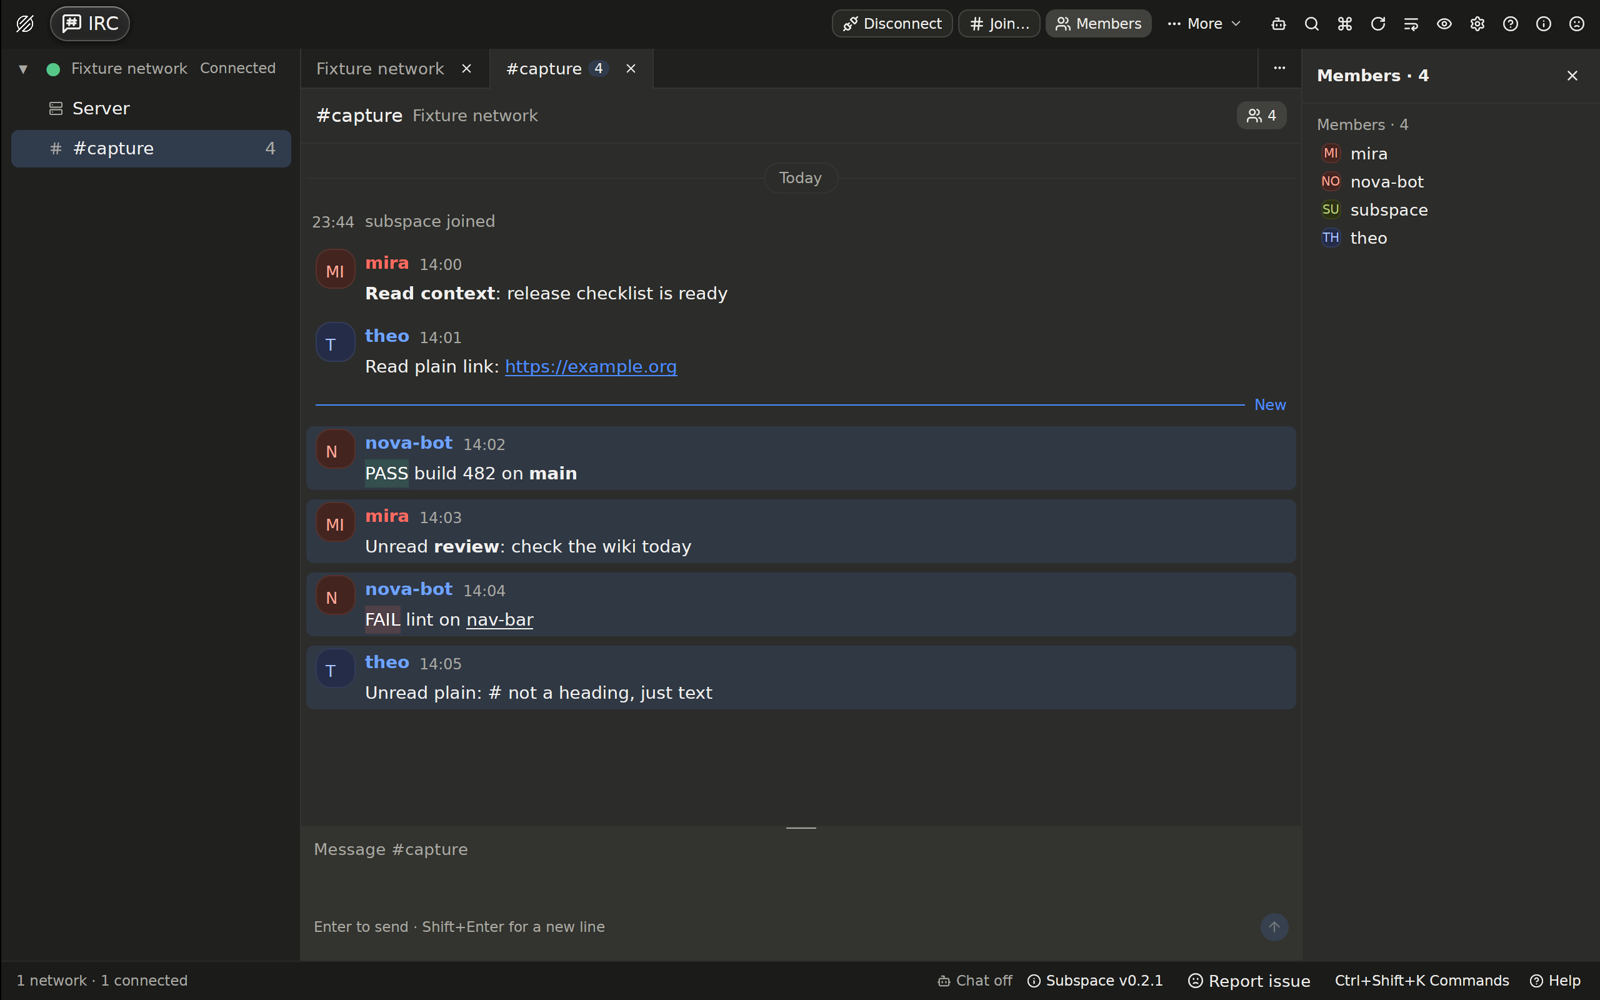 IRC
Disconnect
Join...
Members
More
Fixture network Connected
Server
#capture 4
Fixture network
#capture 4
#capture Fixture network
4
Today
23:44 subspace joined
MI
mira 14:00
Read context: release checklist is ready
T
theo 14:01
Read plain link: https://example.org
New
N
nova-bot 14:02
PASS build 482 on main
MI
mira 14:03
Unread review: check the wiki today
N
nova-bot 14:04
FAIL lint on nav-bar
T
theo 14:05
Unread plain: # not a heading, just text
Message #capture
Enter to send · Shift+Enter for a new line
Members · 4
Members · 4
MI mira
NO nova-bot
SU subspace
TH theo
1 network · 1 connected
Chat off
Subspace v0.2.1
Report issue
Ctrl+Shift+K Commands
Help